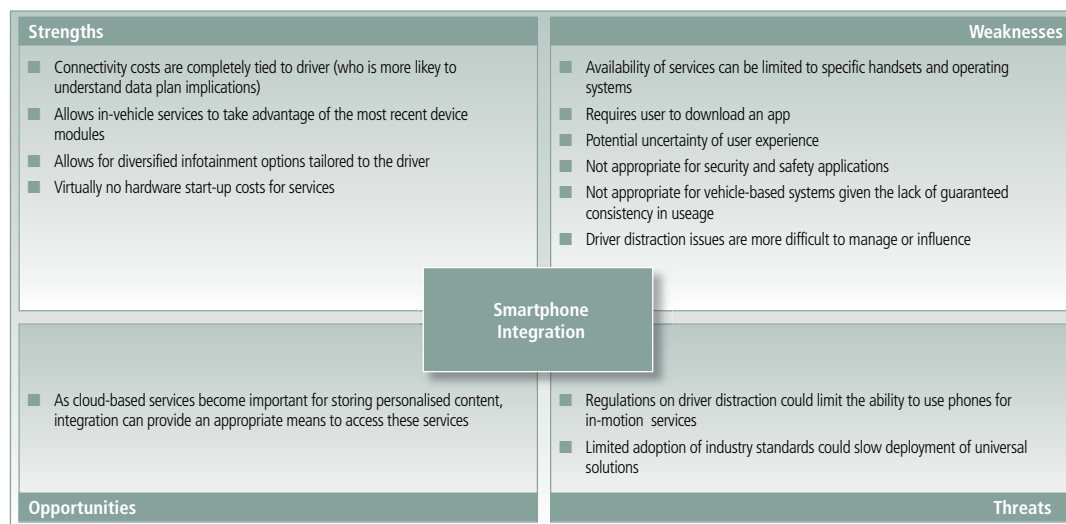 Strengths
■ Connectivity costs are completely tied to driver (who is more likely to
understand data plan implications)
■ Allows in-vehicle services to take advantage of the most recent device
modules
■ Allows for diversified infotainment options tailored to the driver
■ Virtually no hardware start-up costs for services
Weaknesses
■ Availability of services can be limited to specific handsets and operating
systems
■ Requires user to download an app
■ Potential uncertainty of user experience
■ Not appropriate for security and safety applications
■ Not appropriate for vehicle-based systems given the lack of guaranteed
consistency in useage
■ Driver distraction issues are more difficult to manage or influence
Smartphone
Integration
■ As cloud-based services become important for storing personalised content,
integration can provide an appropriate means to access these services
Opportunities
■ Regulations on driver distraction could limit the ability to use phones for
in-motion services
■ Limited adoption of industry standards could slow deployment of universal
solutions
Threats